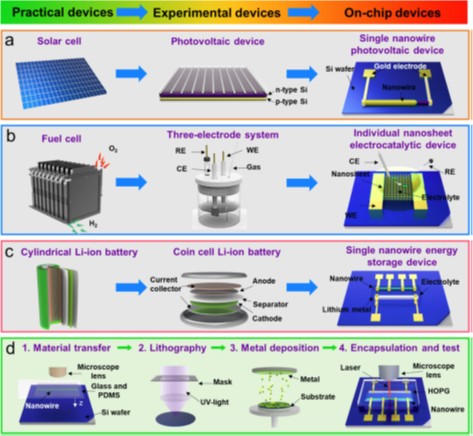 Practical devices
Experimental devices
On-chip devices
a
Solar cell
Photovoltaic device
n-type Si
p-type Si
Single nanowire
photovoltaic device
Si wafer
Gold electrode
Nanowire
b
Fuel cell
O₂
H₂
Three-electrode system
RE
WE
CE
Gas
Individual nanosheet
electrocatalytic device
CE
RE
Nanosheet
Electrolyte
WE
c
Cylindrical Li-ion battery
Coin cell Li-ion battery
Current
collector
Anode
Separator
Cathode
Single nanowire energy
storage device
Nanowire
Electrolyte
Lithium metal
d
1. Material transfer
2. Lithography
3. Metal deposition
4. Encapsulation and test
Microscope
lens
Glass and
PDMS
Nanowire
Z
Si wafer
Mask
UV-light
Metal
Substrate
Laser
Microscope
lens
HOPG
Nanowire